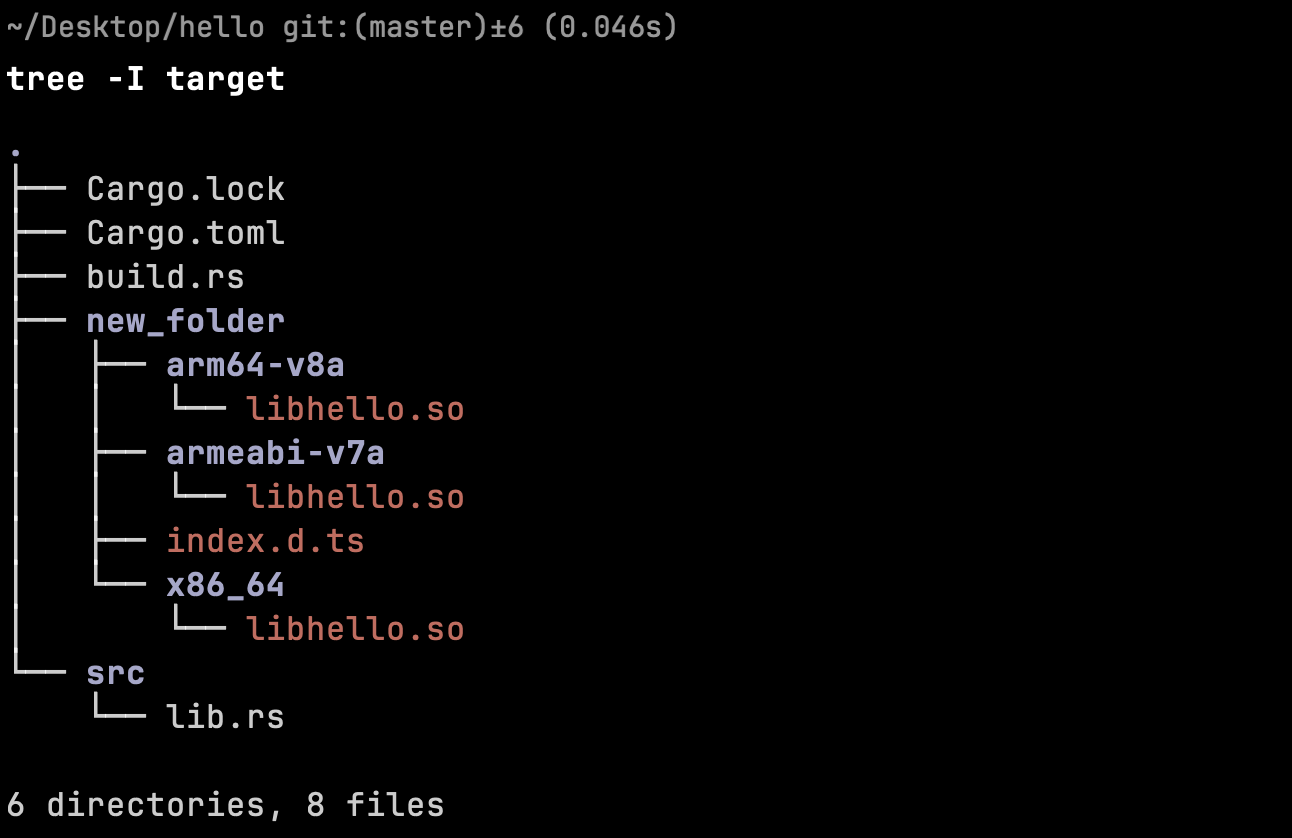 ~/Desktop/hello git:(master)±6 (0.046s)
tree -I target
.
├── Cargo.lock
├── Cargo.toml
├── build.rs
├── new_folder
│   ├── arm64-v8a
│   │   └── libhello.so
│   ├── armeabi-v7a
│   │   └── libhello.so
│   ├── index.d.ts
│   └── x86_64
│       └── libhello.so
└── src
    └── lib.rs
6 directories, 8 files